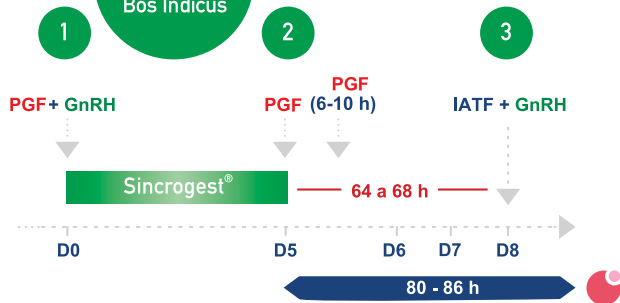 Bos Indicus
1
2
3
PGF + GnRH
PGF
PGF
(6-10 h)
IATF + GnRH
Sincrogest®
64 a 68 h
D0
D5
D6
D7
D8
80 - 86 h